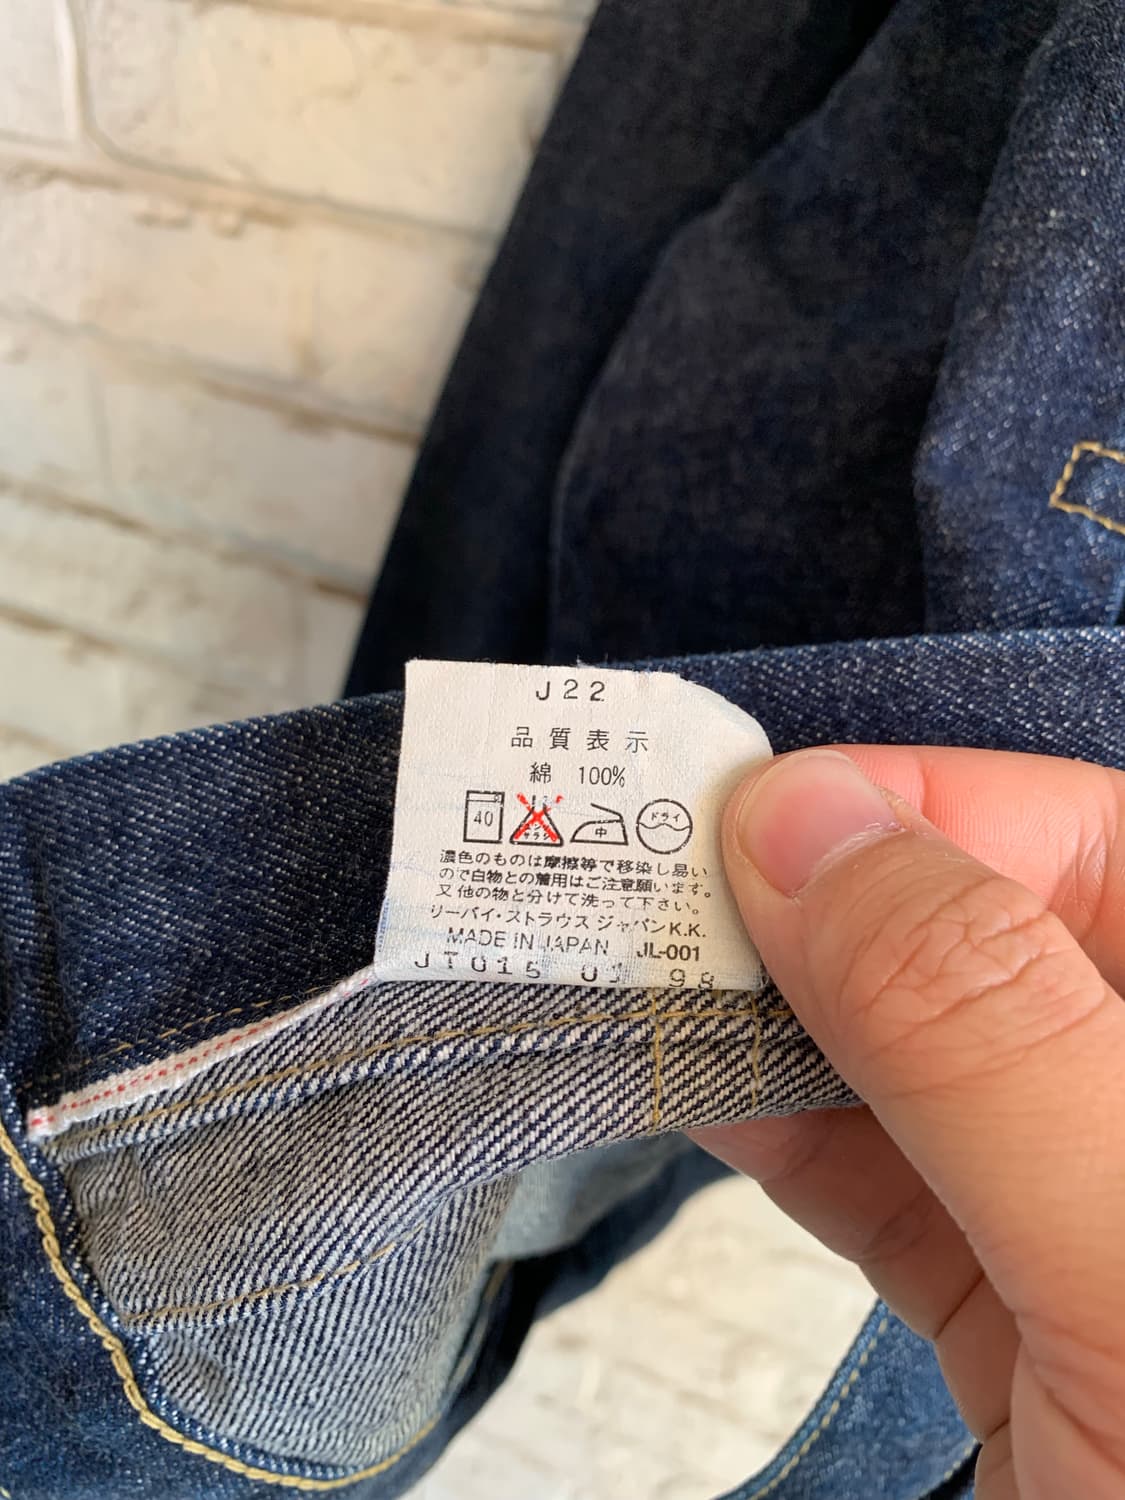 J22
品質表示
綿 100%
40 中 ドライ
濃色のものは摩擦等で移染し易い
ので白物との着用はご注意願います。
又他の物と分けて洗って下さい。
リーバイ・ストラウス ジャパンK.K.
MADE IN JAPAN JL-001
JT015 01 98